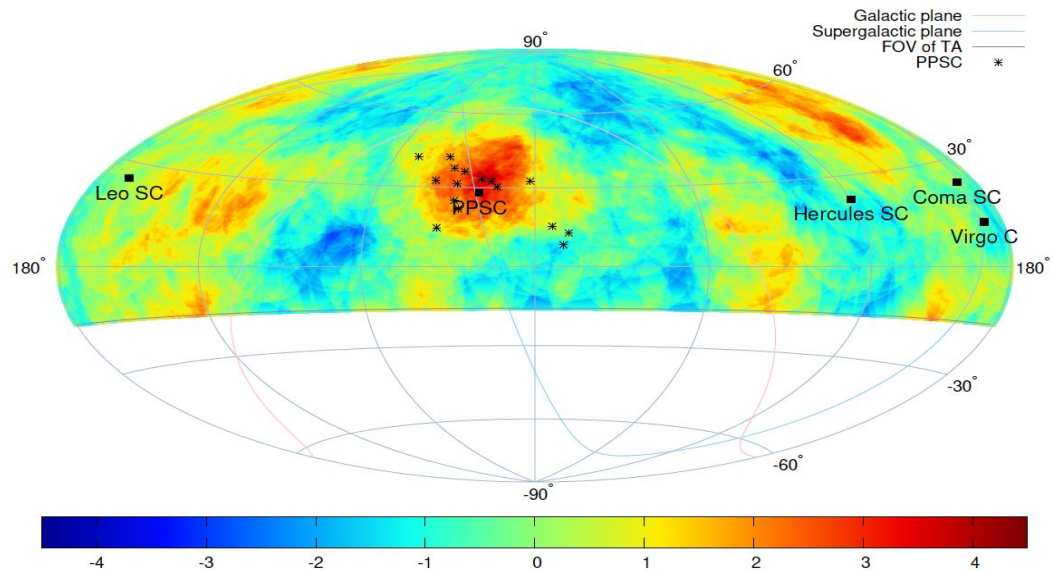 Galactic plane
Supergalactic plane
FOV of TA
PPSC
90°
60°
30°
Leo SC
PPSC
Hercules SC
Coma SC
Virgo C
180°
180°
-30°
-60°
-90°
-4 -3 -2 -1 0 1 2 3 4